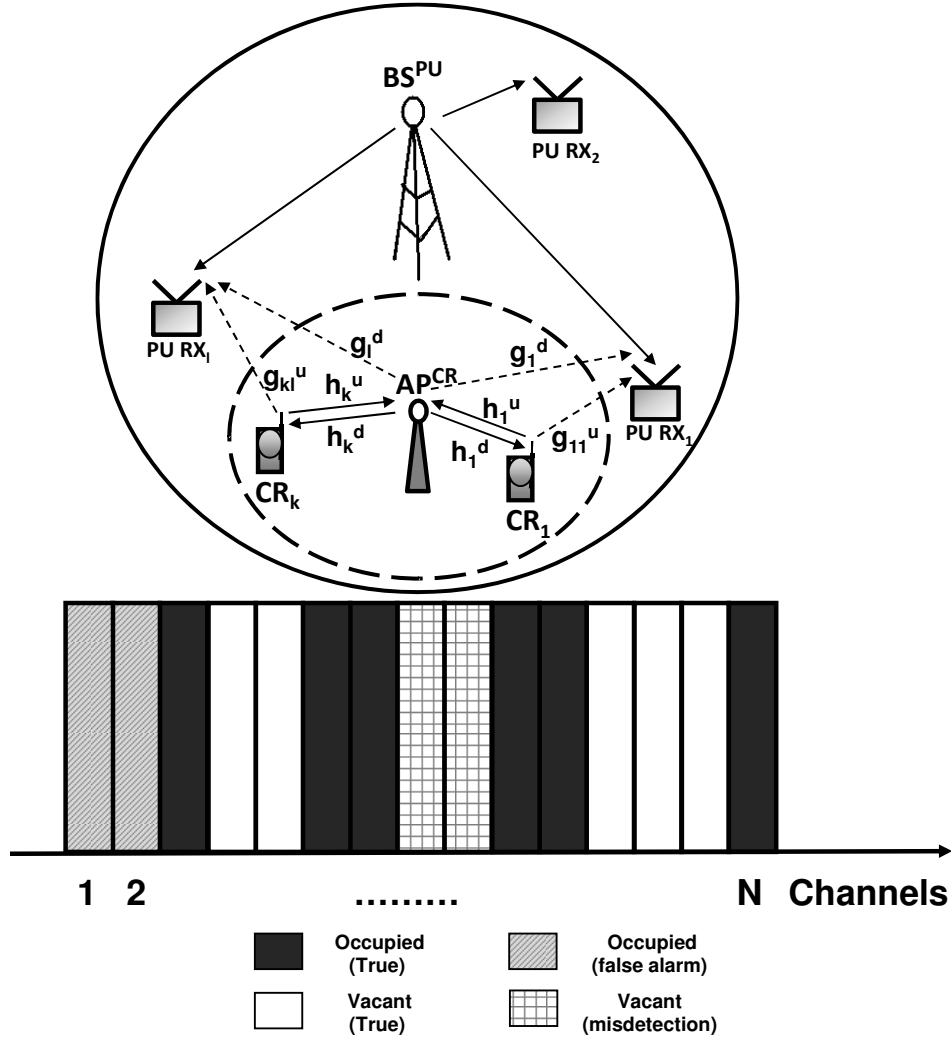 BS^PU
PU RX_2
PU RX_l
g_l^d
g_1^d
AP^CR
g_kl^u
h_k^u
h_1^u
PU RX_1
h_k^d
h_1^d
g_11^u
CR_k
CR_1
1 2 ......... N Channels
Occupied
(True)
Occupied
(false alarm)
Vacant
(True)
Vacant
(misdetection)